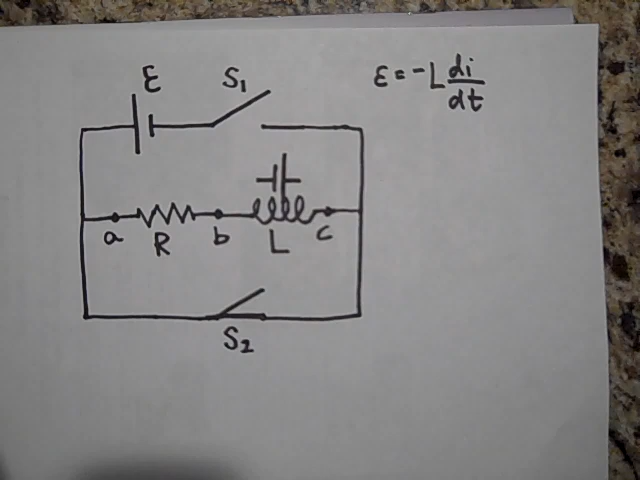 ε S₁ ε = -L di/dt
a R b L c
S₂